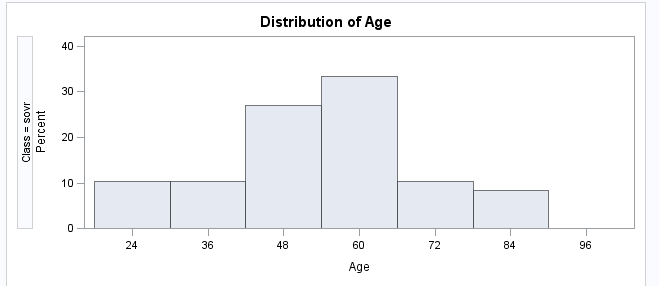 Distribution of Age
Class = sovr
Percent
40
30
20
10
0
24 36 48 60 72 84 96
Age